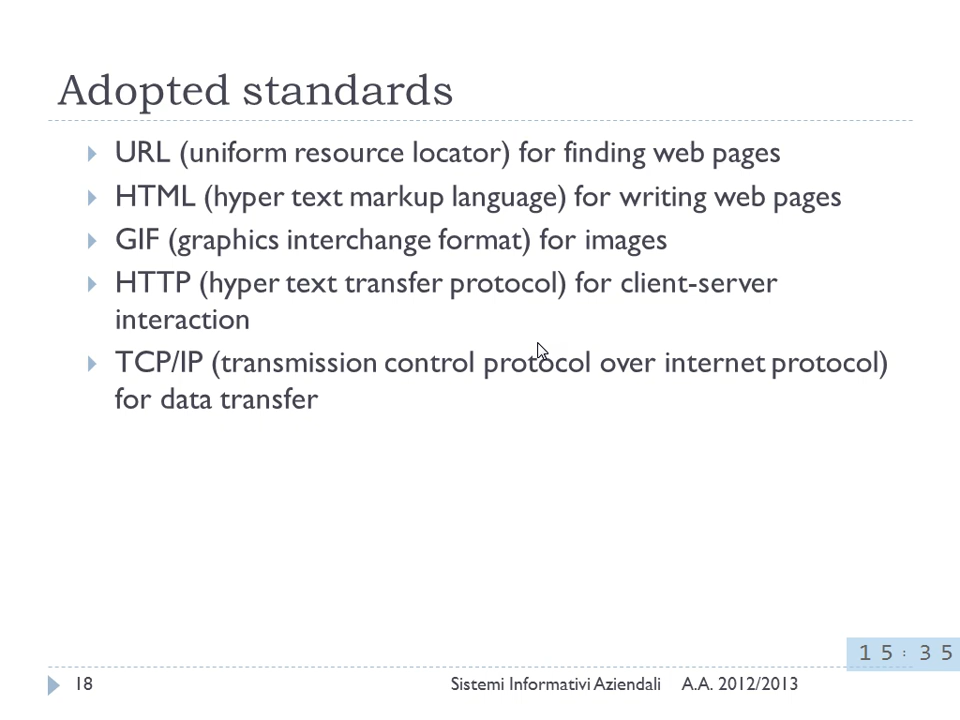 Adopted standards
URL (uniform resource locator) for finding web pages
HTML (hyper text markup language) for writing web pages
GIF (graphics interchange format) for images
HTTP (hyper text transfer protocol) for client-server
interaction
TCP/IP (transmission control protocol over internet protocol)
for data transfer
15:35
18 Sistemi Informativi Aziendali A.A. 2012/2013